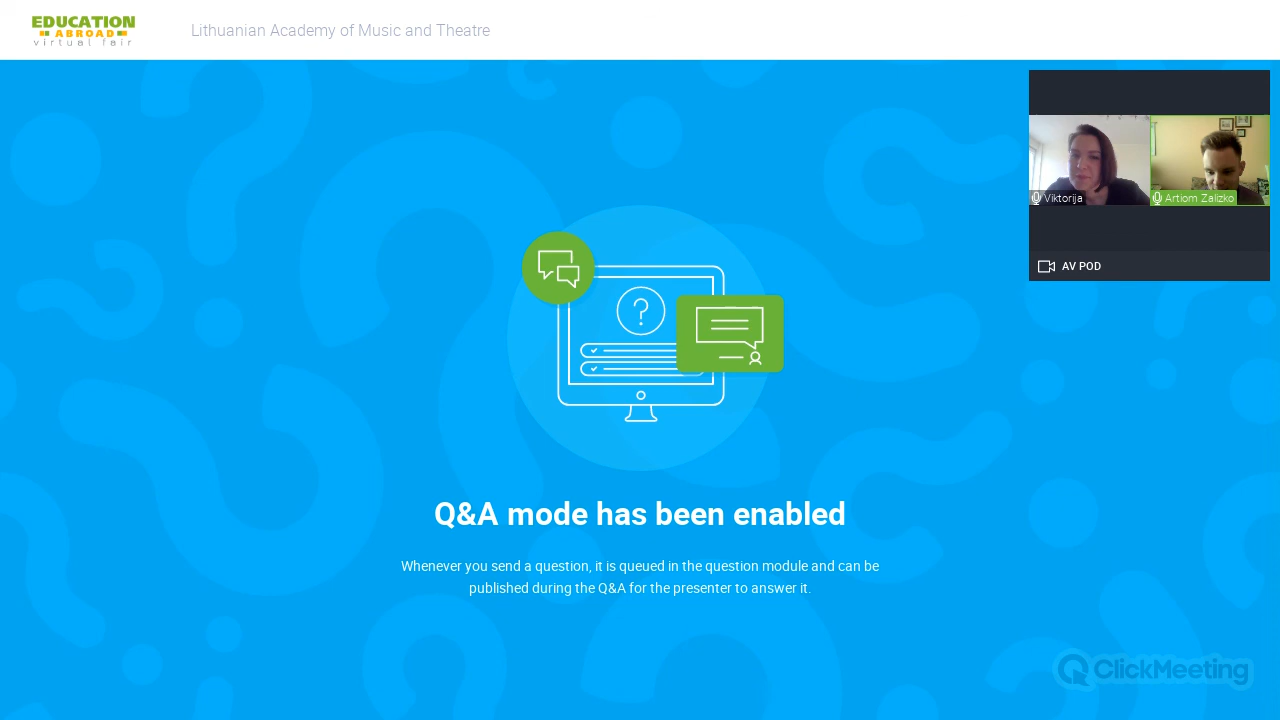 EDUCATION
ABROAD
virtual fair
Lithuanian Academy of Music and Theatre
Viktorija
Artiom Zalizko
AV POD
Q&A mode has been enabled
Whenever you send a question, it is queued in the question module and can be
published during the Q&A for the presenter to answer it.
ClickMeeting